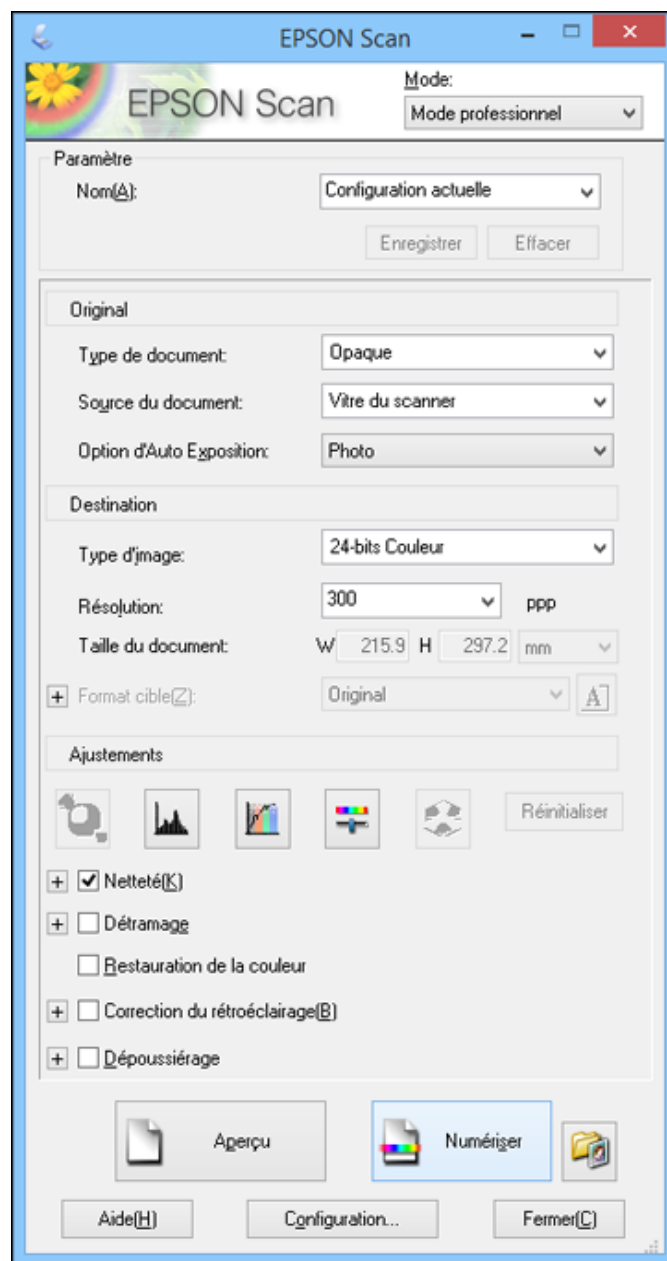 EPSON Scan
EPSON Scan
Mode:
Mode professionnel
Paramètre
Nom(A):
Configuration actuelle
Enregistrer
Effacer
Original
Type de document:
Opaque
Source du document:
Vitre du scanner
Option d'Auto Exposition:
Photo
Destination
Type d'image:
24-bits Couleur
Résolution:
300
ppp
Taille du document:
W 215.9 H 297.2 mm
Format cible(Z):
Original
A
Ajustements
Réinitialiser
Netteté(K)
Détramage
Restauration de la couleur
Correction du rétroéclairage(B)
Dépoussiérage
Aperçu
Numériser
Aide(H)
Configuration...
Fermer(C)